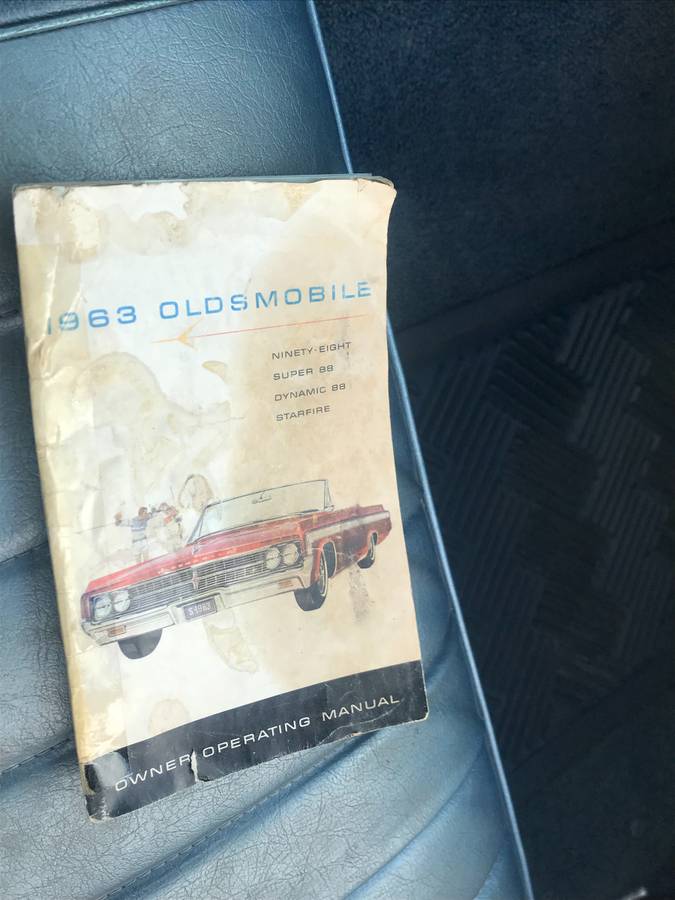 1963 OLDSMOBILE
NINETY-EIGHT
SUPER 88
DYNAMIC 88
STARFIRE
OWNER OPERATING MANUAL